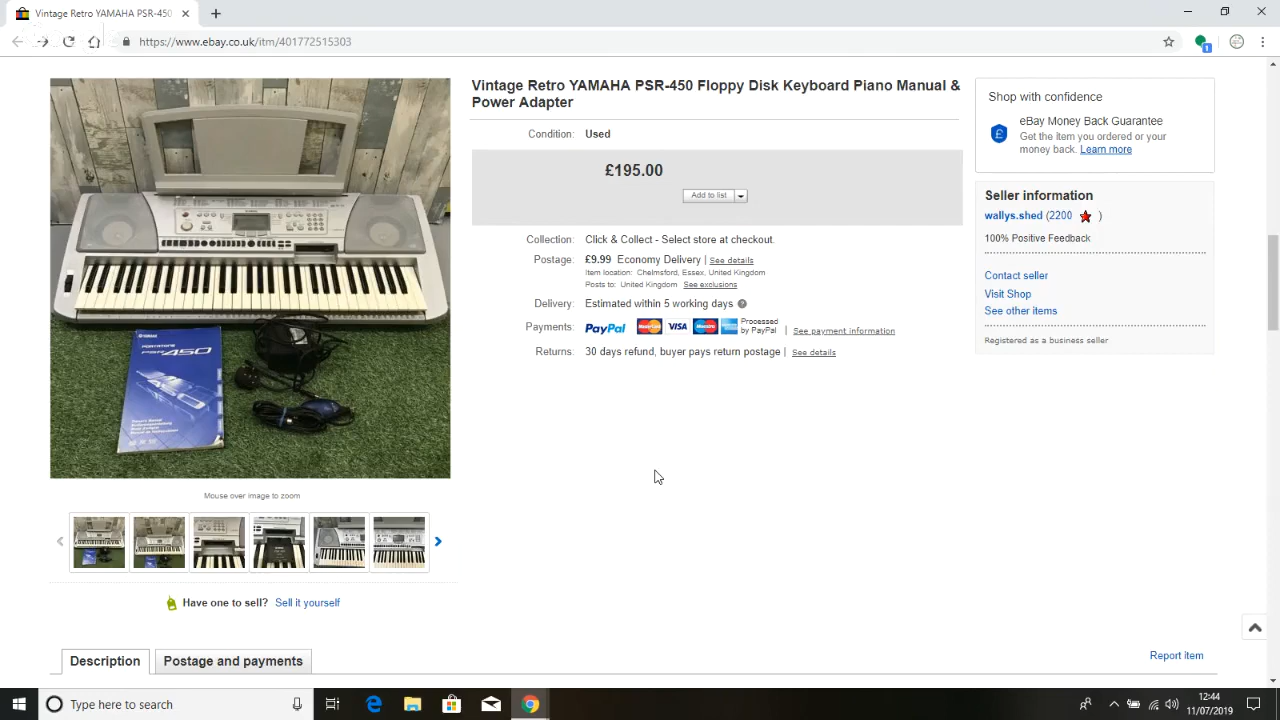 Vintage Retro YAMAHA PSR-450
https://www.ebay.co.uk/itm/401772515303
1
Vintage Retro YAMAHA PSR-450 Floppy Disk Keyboard Piano Manual &
Power Adapter
Condition: Used
£195.00
Add to list
Collection: Click & Collect - Select store at checkout.
Postage: £9.99 Economy Delivery | See details
Item location: Chelmsford, Essex, United Kingdom
Posts to: United Kingdom See exclusions
Delivery: Estimated within 5 working days
Payments: PayPal MasterCard VISA Maestro Processed
by PayPal | See payment information
Returns: 30 days refund, buyer pays return postage | See details
Shop with confidence
eBay Money Back Guarantee
Get the item you ordered or your
money back. Learn more
Seller information
wallys.shed (2200 )
100% Positive Feedback
Contact seller
Visit Shop
See other items
Registered as a business seller
YAMAHA
PORTATONE
PSR-450
Owner's Manual
Mouse over image to zoom
Have one to sell? Sell it yourself
Description
Postage and payments
Report item
Type here to search
12:44
11/07/2019